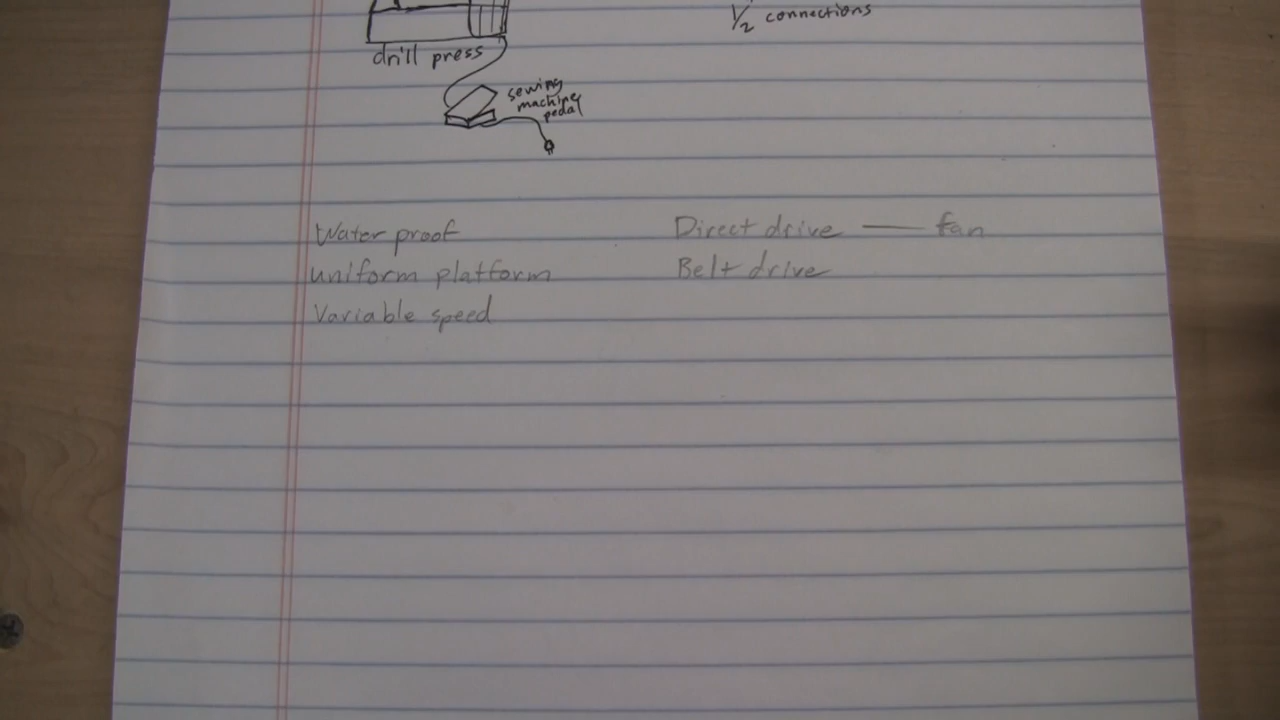 1/2 connections
drill press
sewing
machine
pedal
Water proof
uniform platform
Variable speed
Direct drive — fan
Belt drive